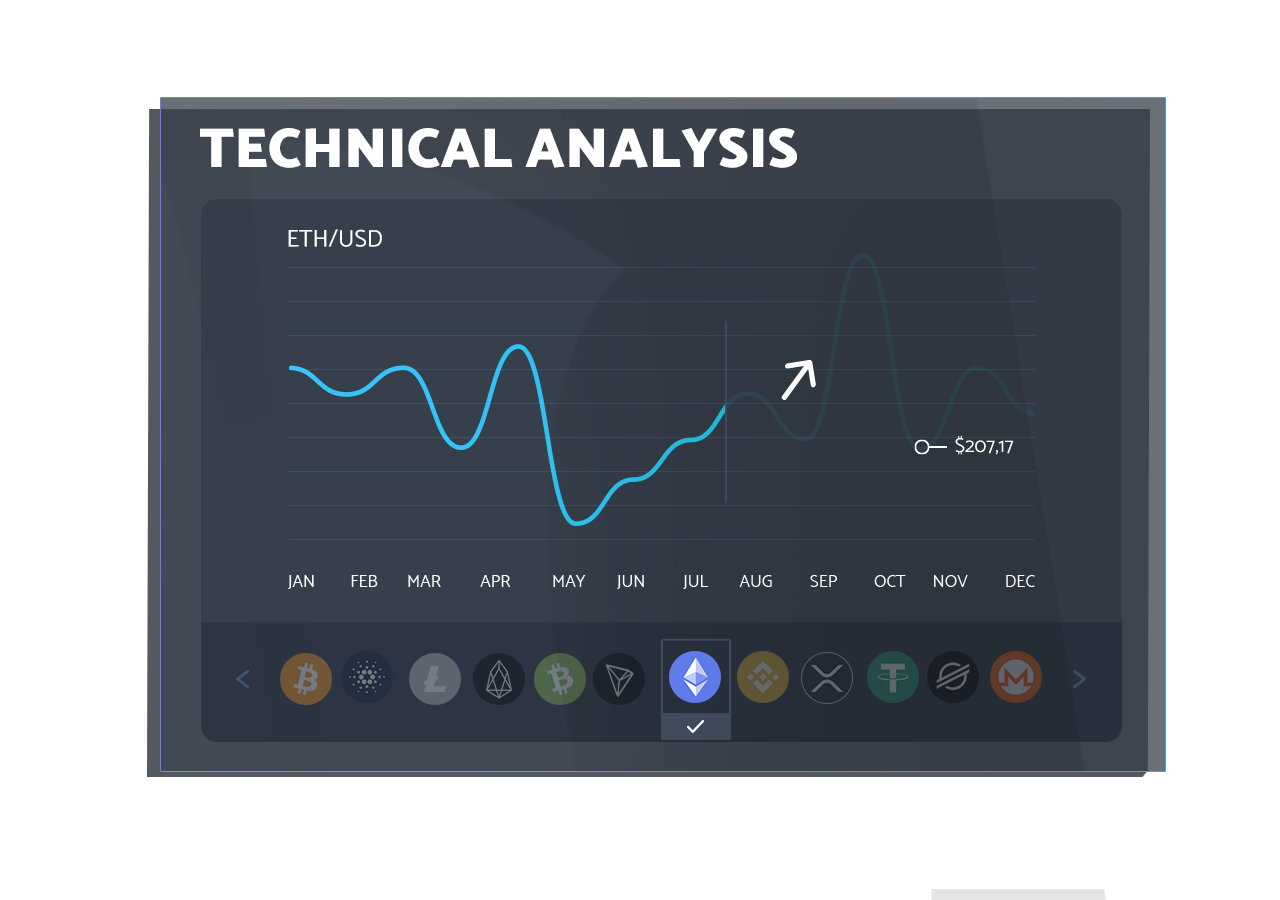 TECHNICAL ANALYSIS
ETH/USD
$207,17
JAN FEB MAR APR MAY JUN JUL AUG SEP OCT NOV DEC